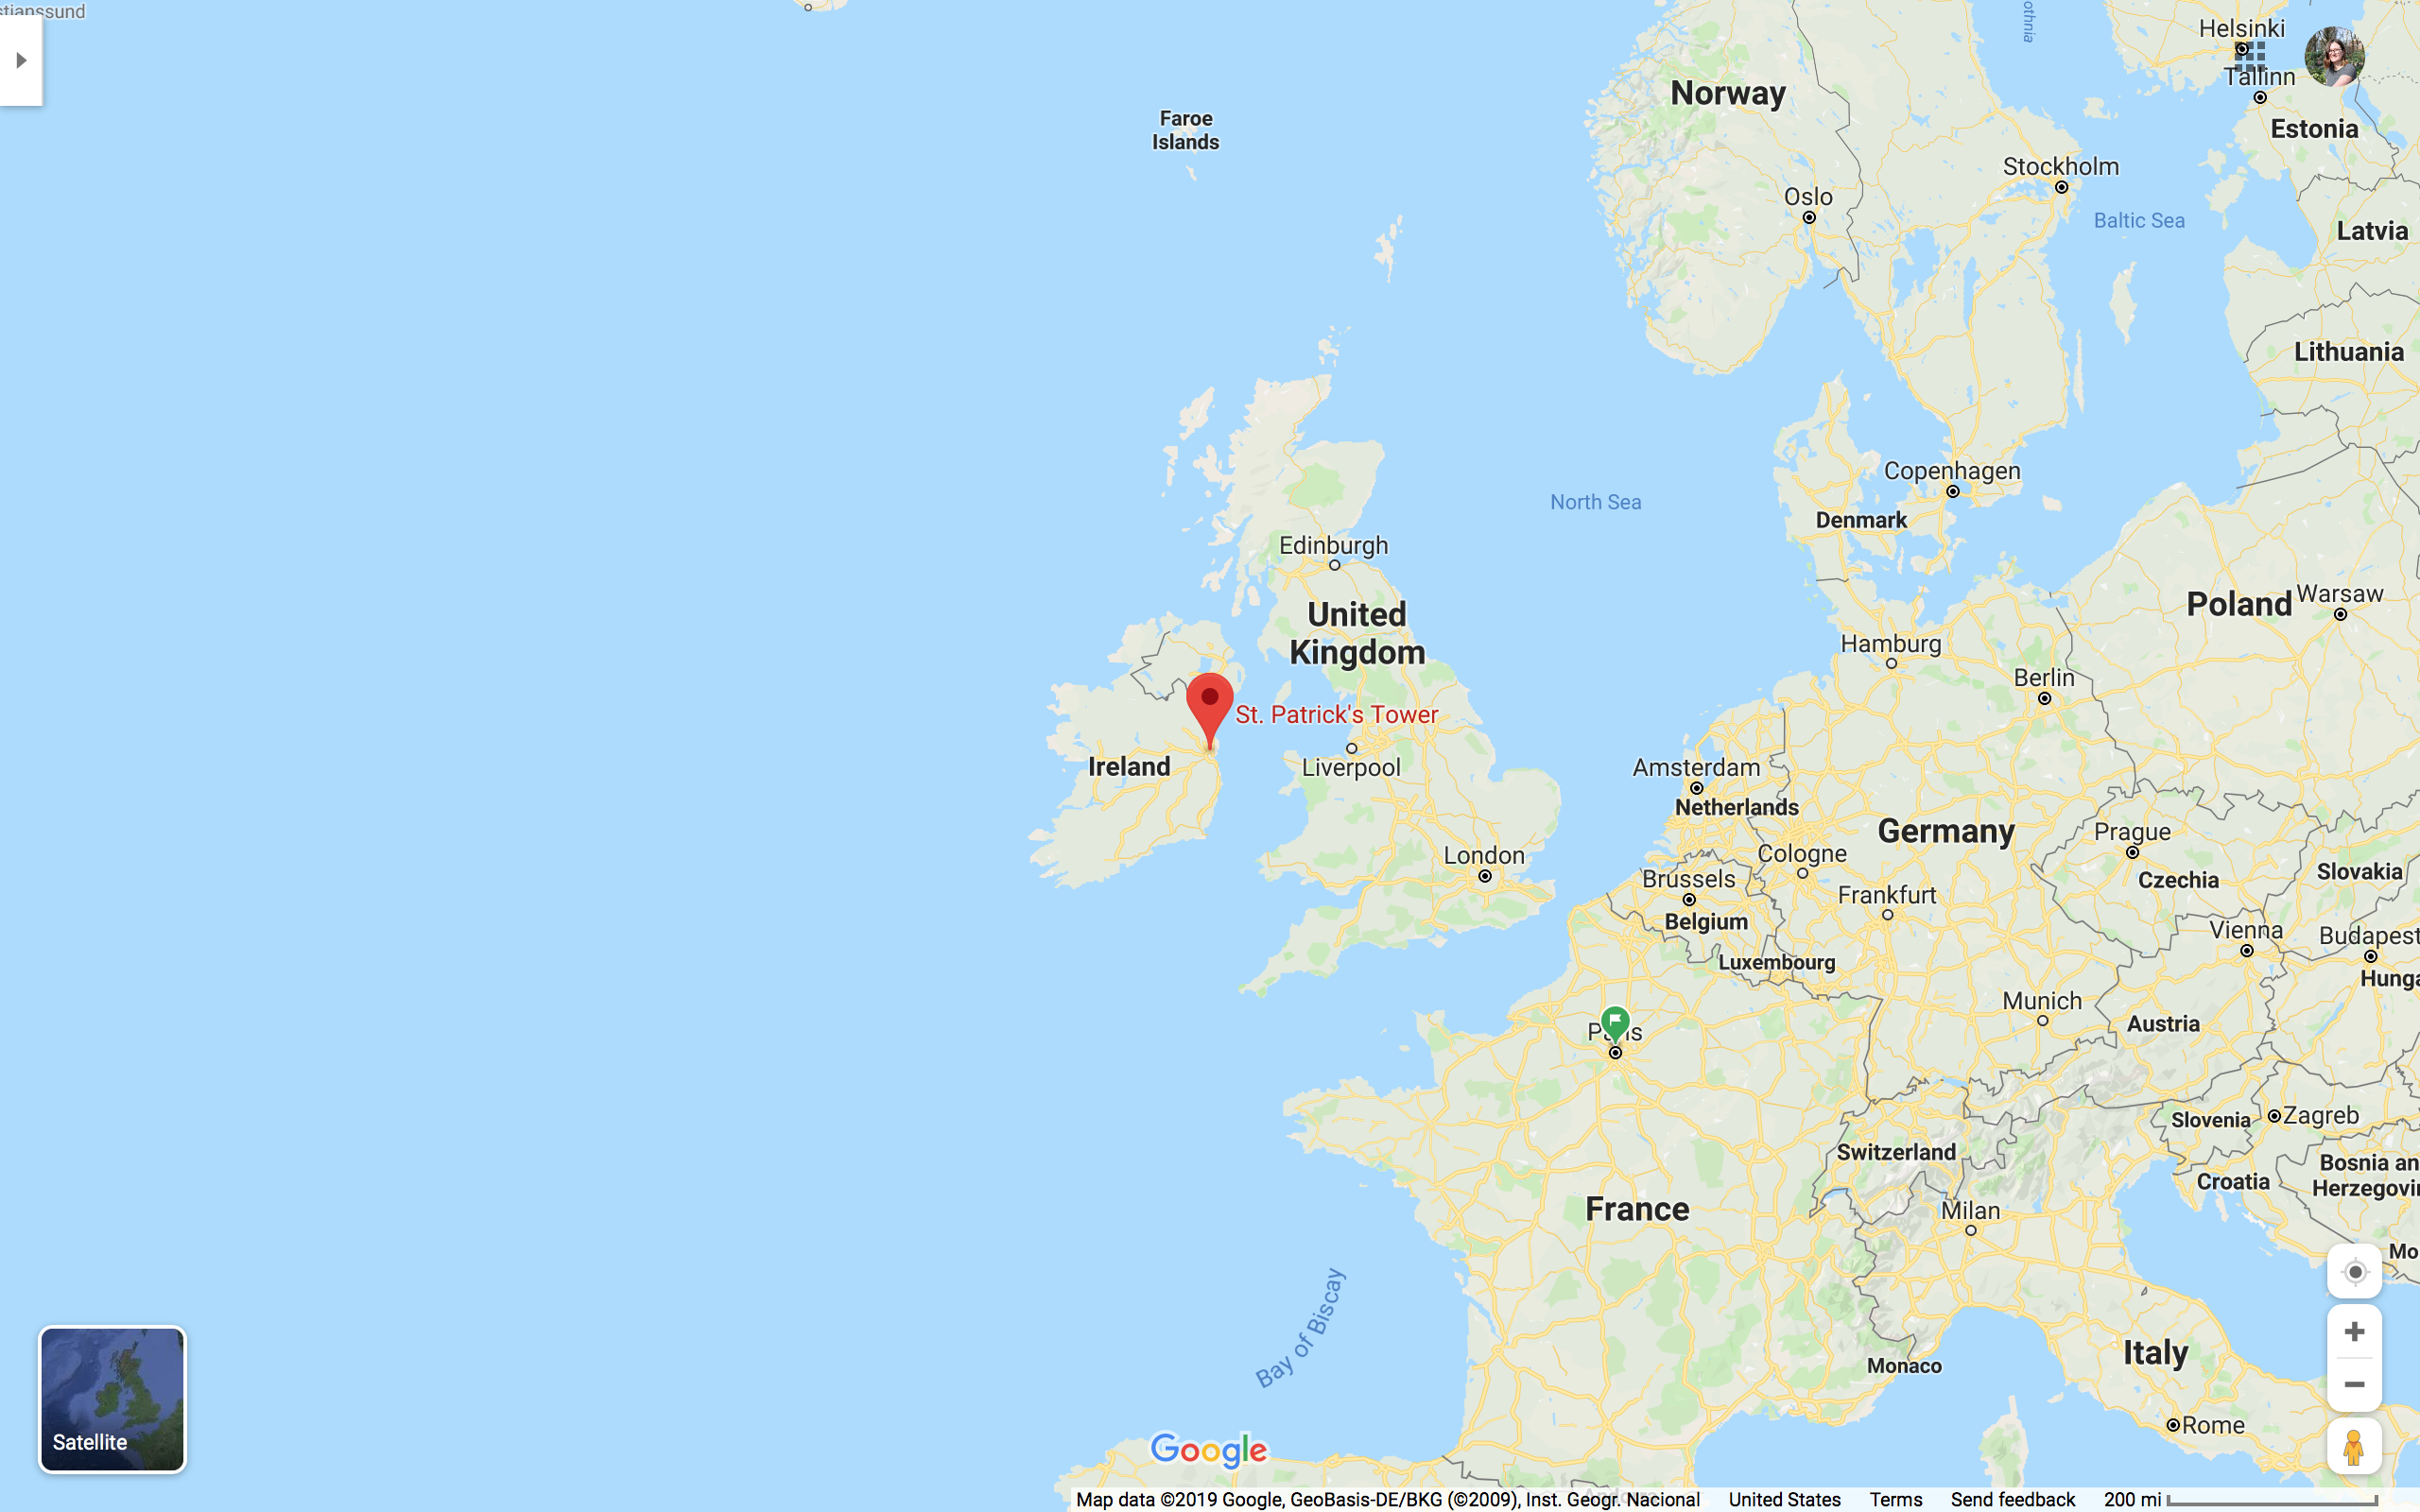 Helsinki
Tallinn
Norway
Faroe
Islands
Estonia
Stockholm
Oslo
Baltic Sea
Latvia
Lithuania
Copenhagen
North Sea
Denmark
Edinburgh
Warsaw
Poland
United
Kingdom
Hamburg
Berlin
St. Patrick's Tower
Ireland
Liverpool
Amsterdam
Netherlands
Germany
Prague
London
Cologne
Slovakia
Brussels
Czechia
Frankfurt
Belgium
Vienna
Budapest
Luxembourg
Hunga
Munich
Austria
P is
Slovenia
Zagreb
Switzerland
Bosnia an
Herzegovi
Croatia
France
Milan
Mo
Bay of Biscay
Italy
Monaco
Rome
Satellite
Google
Map data ©2019 Google, GeoBasis-DE/BKG (©2009), Inst. Geogr. Nacional United States Terms Send feedback 200 mi